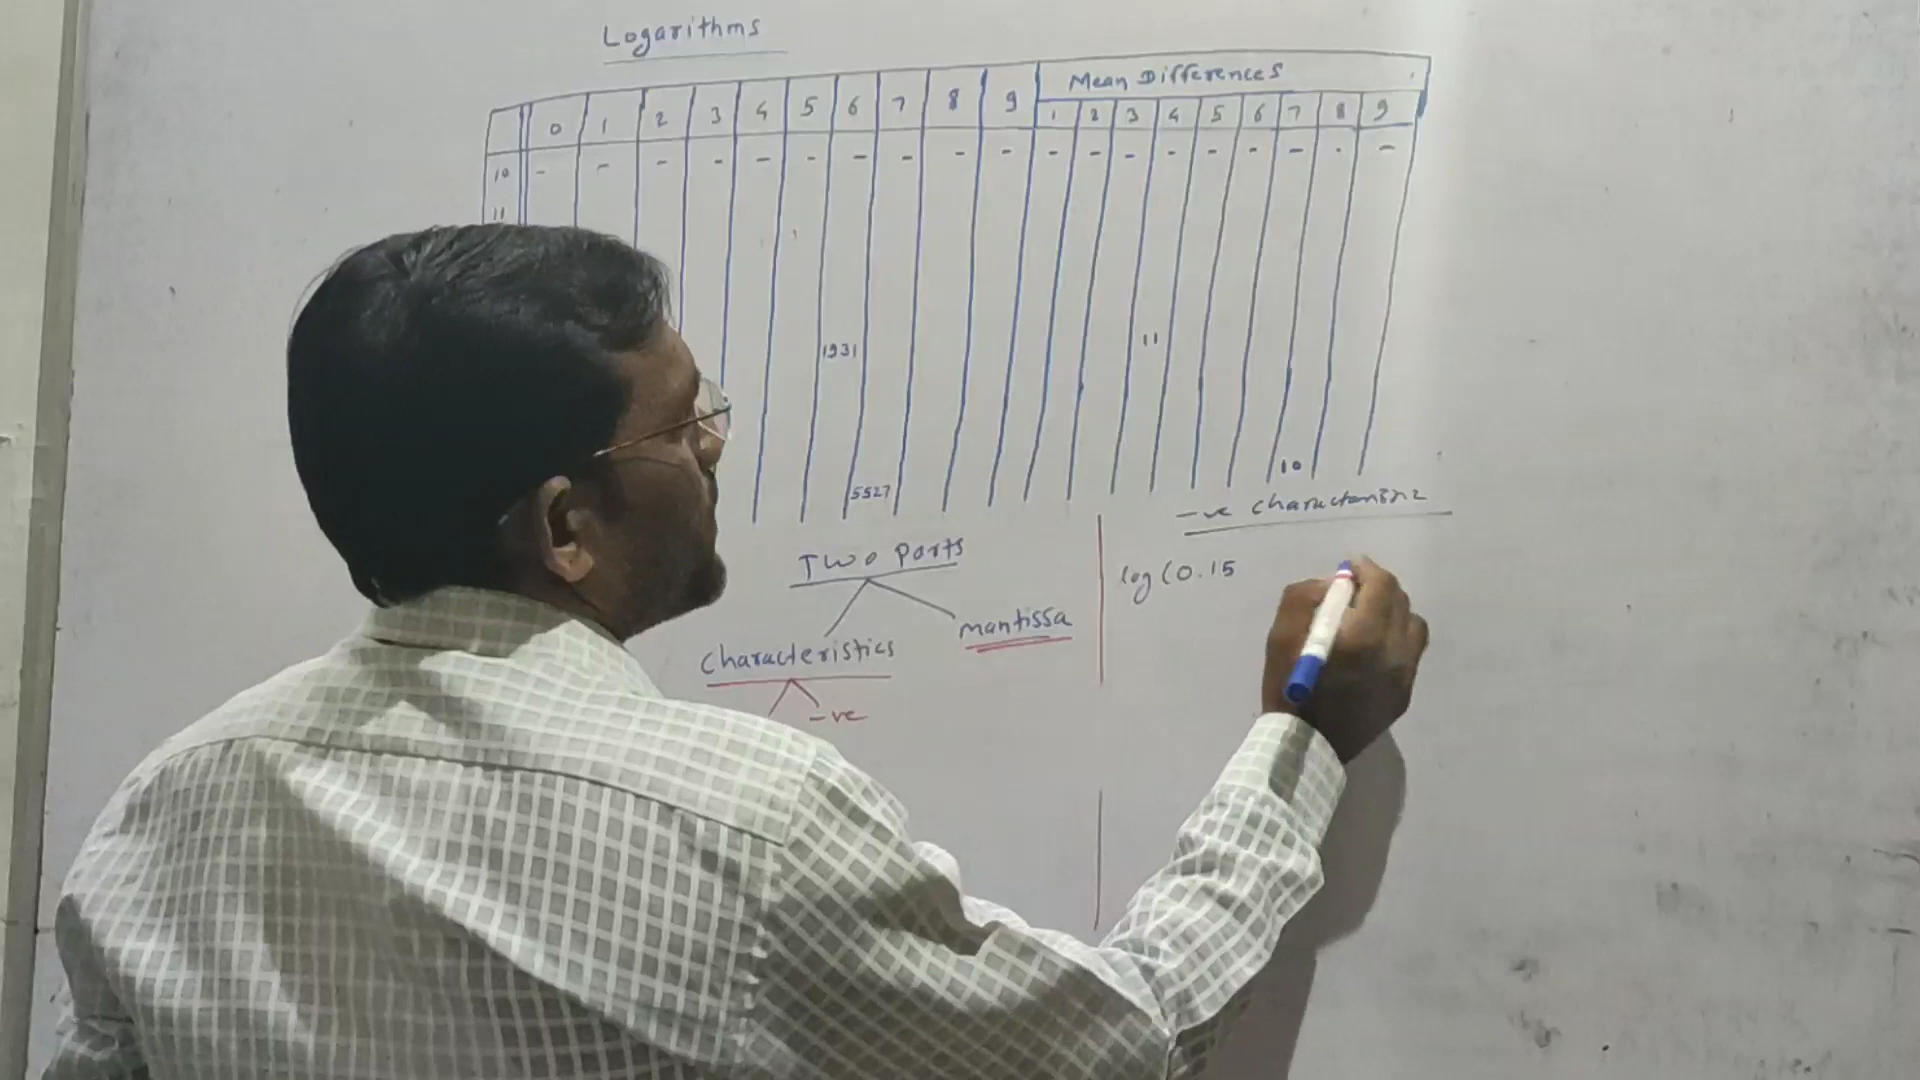 Logarithms
Mean Differences
0 1 2 3 4 5 6 7 8 9 1 2 3 4 5 6 7 8 9
10 - - - - - - - - - - - - - - - - - - -
11
1931 11
5527 10
-ve
Two Parts
log(0.15
Characteristics mantissa
-ve